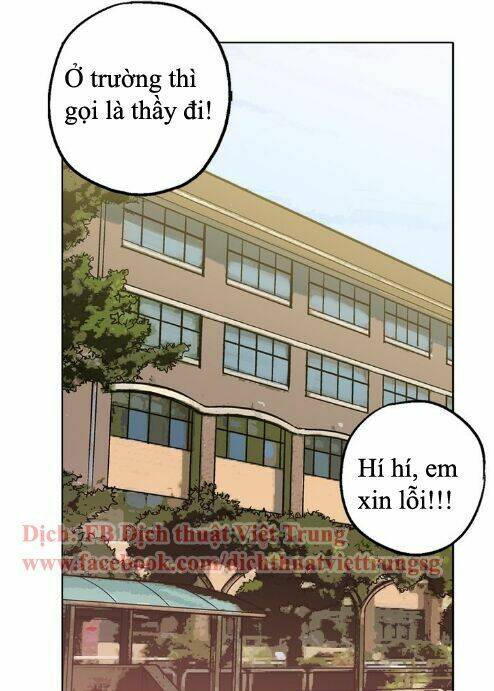 Ở trường thì
gọi là thầy đi!
Hí hí, em
xin lỗi!!!
Dịch: FB Dịch thuật Việt Trung
www.facebook.com/dichthuatviettrungsg